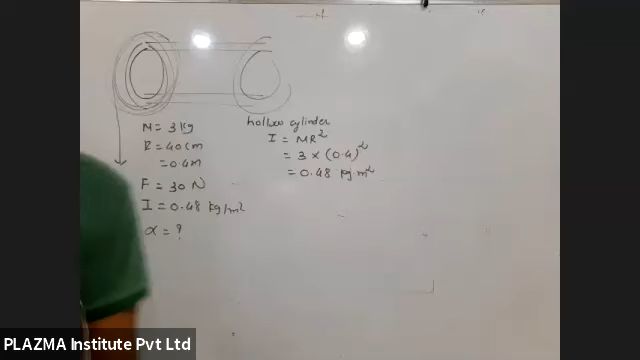 M = 3 kg
R = 40 cm
= 0.4 M
F = 30 N
I = 0.48 kg/m²
α = ?
hollow cylinder
I = MR²
= 3 × (0.4)²
= 0.48 kg m²
PLAZMA Institute Pvt Ltd